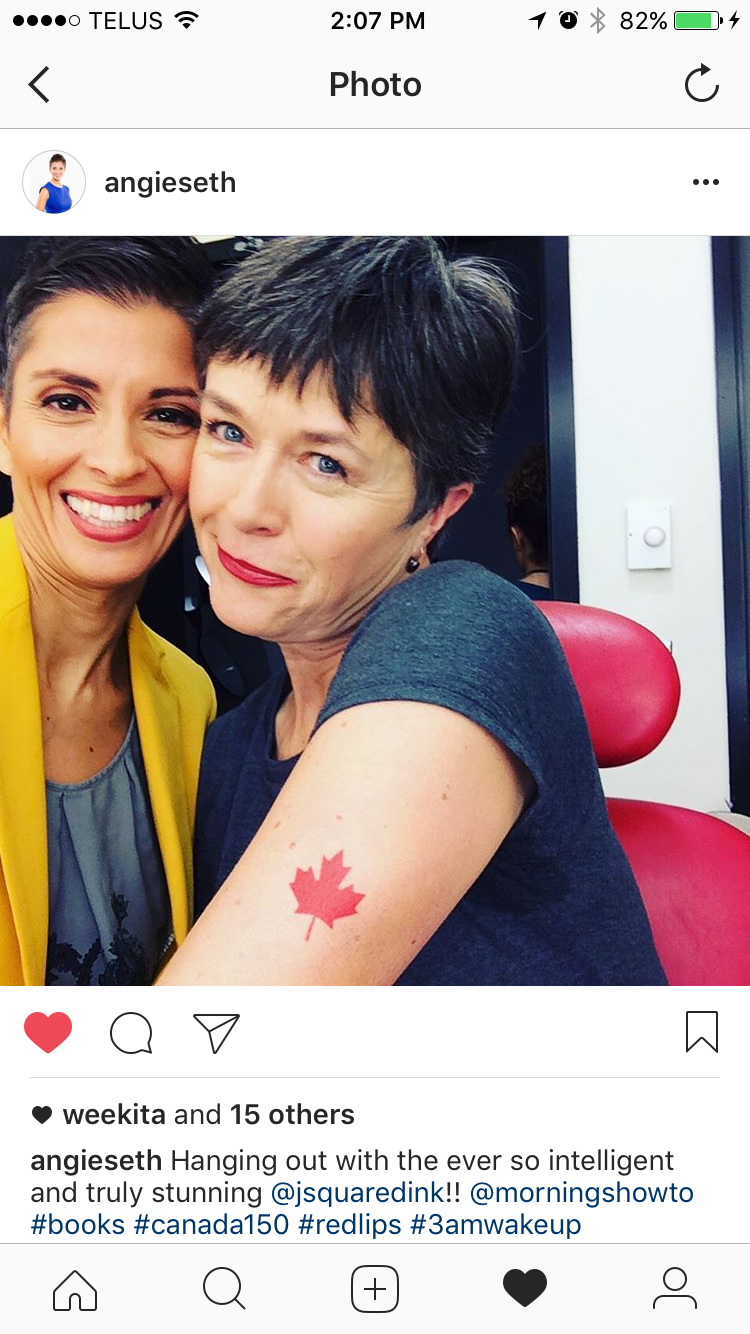 TELUS 2:07 PM 82%
Photo
angieseth
weekita and 15 others
angieseth Hanging out with the ever so intelligent
and truly stunning @jsquaredink!! @morningshowto
#books #canada150 #redlips #3amwakeup